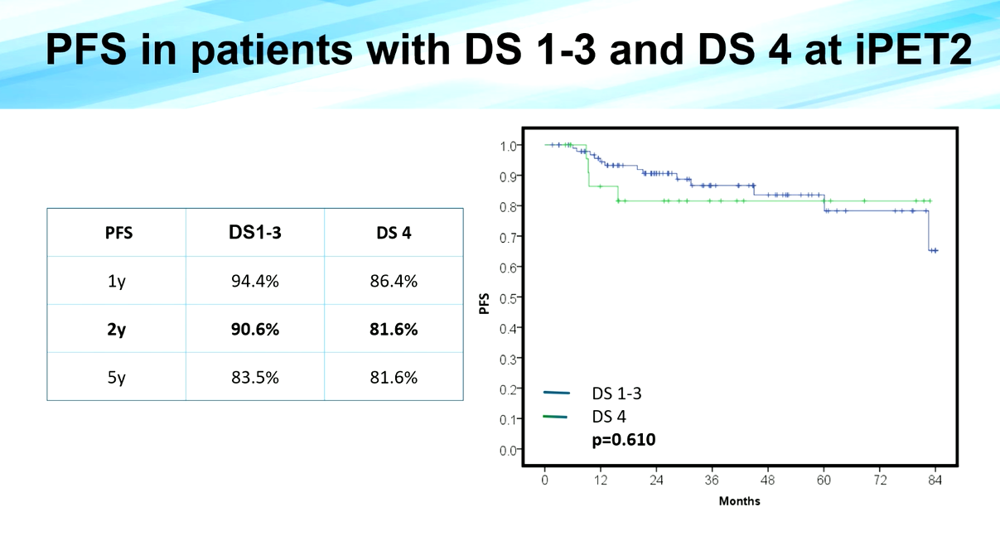 PFS in patients with DS 1-3 and DS 4 at iPET2
PFS DS1-3 DS 4
1y 94.4% 86.4%
2y 90.6% 81.6%
5y 83.5% 81.6%
PFS
1.0
0.9
0.8
0.7
0.6
0.5
0.4
0.3
0.2
0.1
0.0
DS 1-3
DS 4
p=0.610
0 12 24 36 48 60 72 84
Months